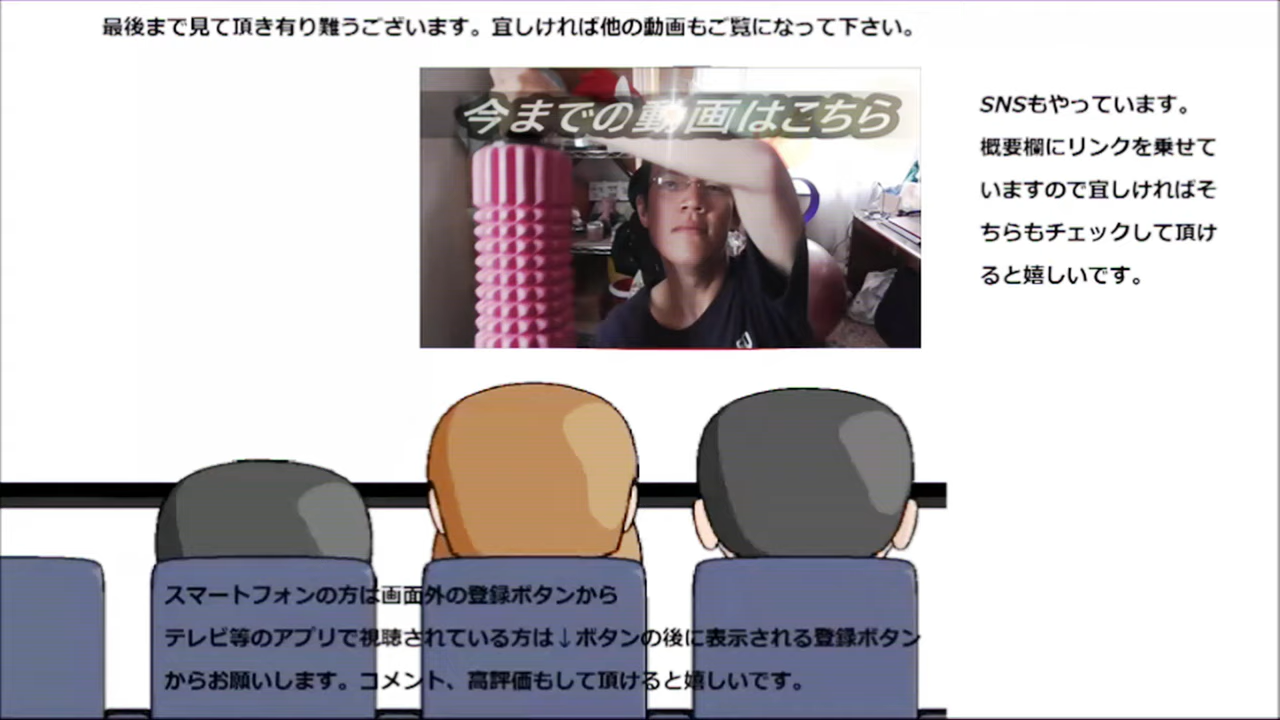 最後まで見て頂き有り難うございます。宜しければ他の動画もご覧になって下さい。
今までの動画はこちら
SNSもやっています。
概要欄にリンクを乗せて
いますので宜しければそ
ちらもチェックして頂け
ると嬉しいです。
スマートフォンの方は画面外の登録ボタンから
テレビ等のアプリで視聴されている方は↓ボタンの後に表示される登録ボタン
からお願いします。コメント、高評価もして頂けると嬉しいです。